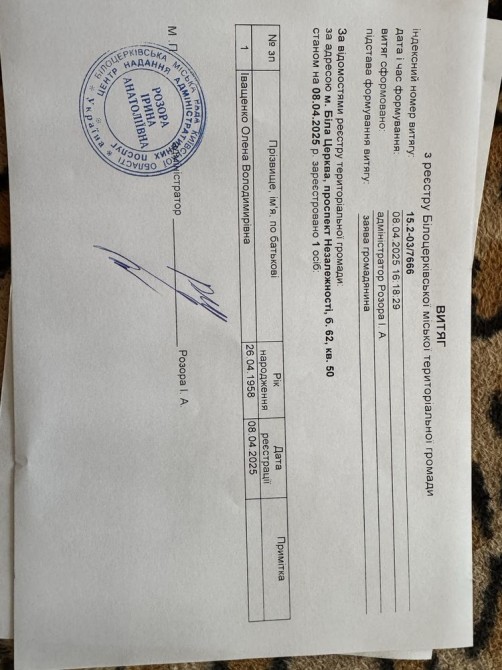 ВИТЯГ
з реєстру Білоцерківської міської територіальної громади
індексний номер витягу: 15.2-03/7666
дата і час формування: 08.04.2025 16.18.29
витяг сформовано: адміністратор Розора І. А
підстава формування витягу: заява громадянина
За відомостями реєстру територіальної громади:
за адресою м. Біла Церква, проспект Незалежності, б. 62, кв. 50
станом на 08.04.2025 р. зареєстровано 1 осіб:
№ зп Прізвище, ім'я, по батькові Рік народження Дата реєстрації Примітка
1 Іващенко Олена Володимирівна 26.04.1958 08.04.2025
М. П. Адміністратор Розора І. А.
БІЛОЦЕРКІВСЬКА МІСЬКА РАДА КИЇВСЬКОЇ ОБЛАСТІ
* Україна *
ЦЕНТР НАДАННЯ АДМІНІСТРАТИВНИХ ПОСЛУГ
РОЗОРА
ІРИНА
АНАТОЛІЇВНА